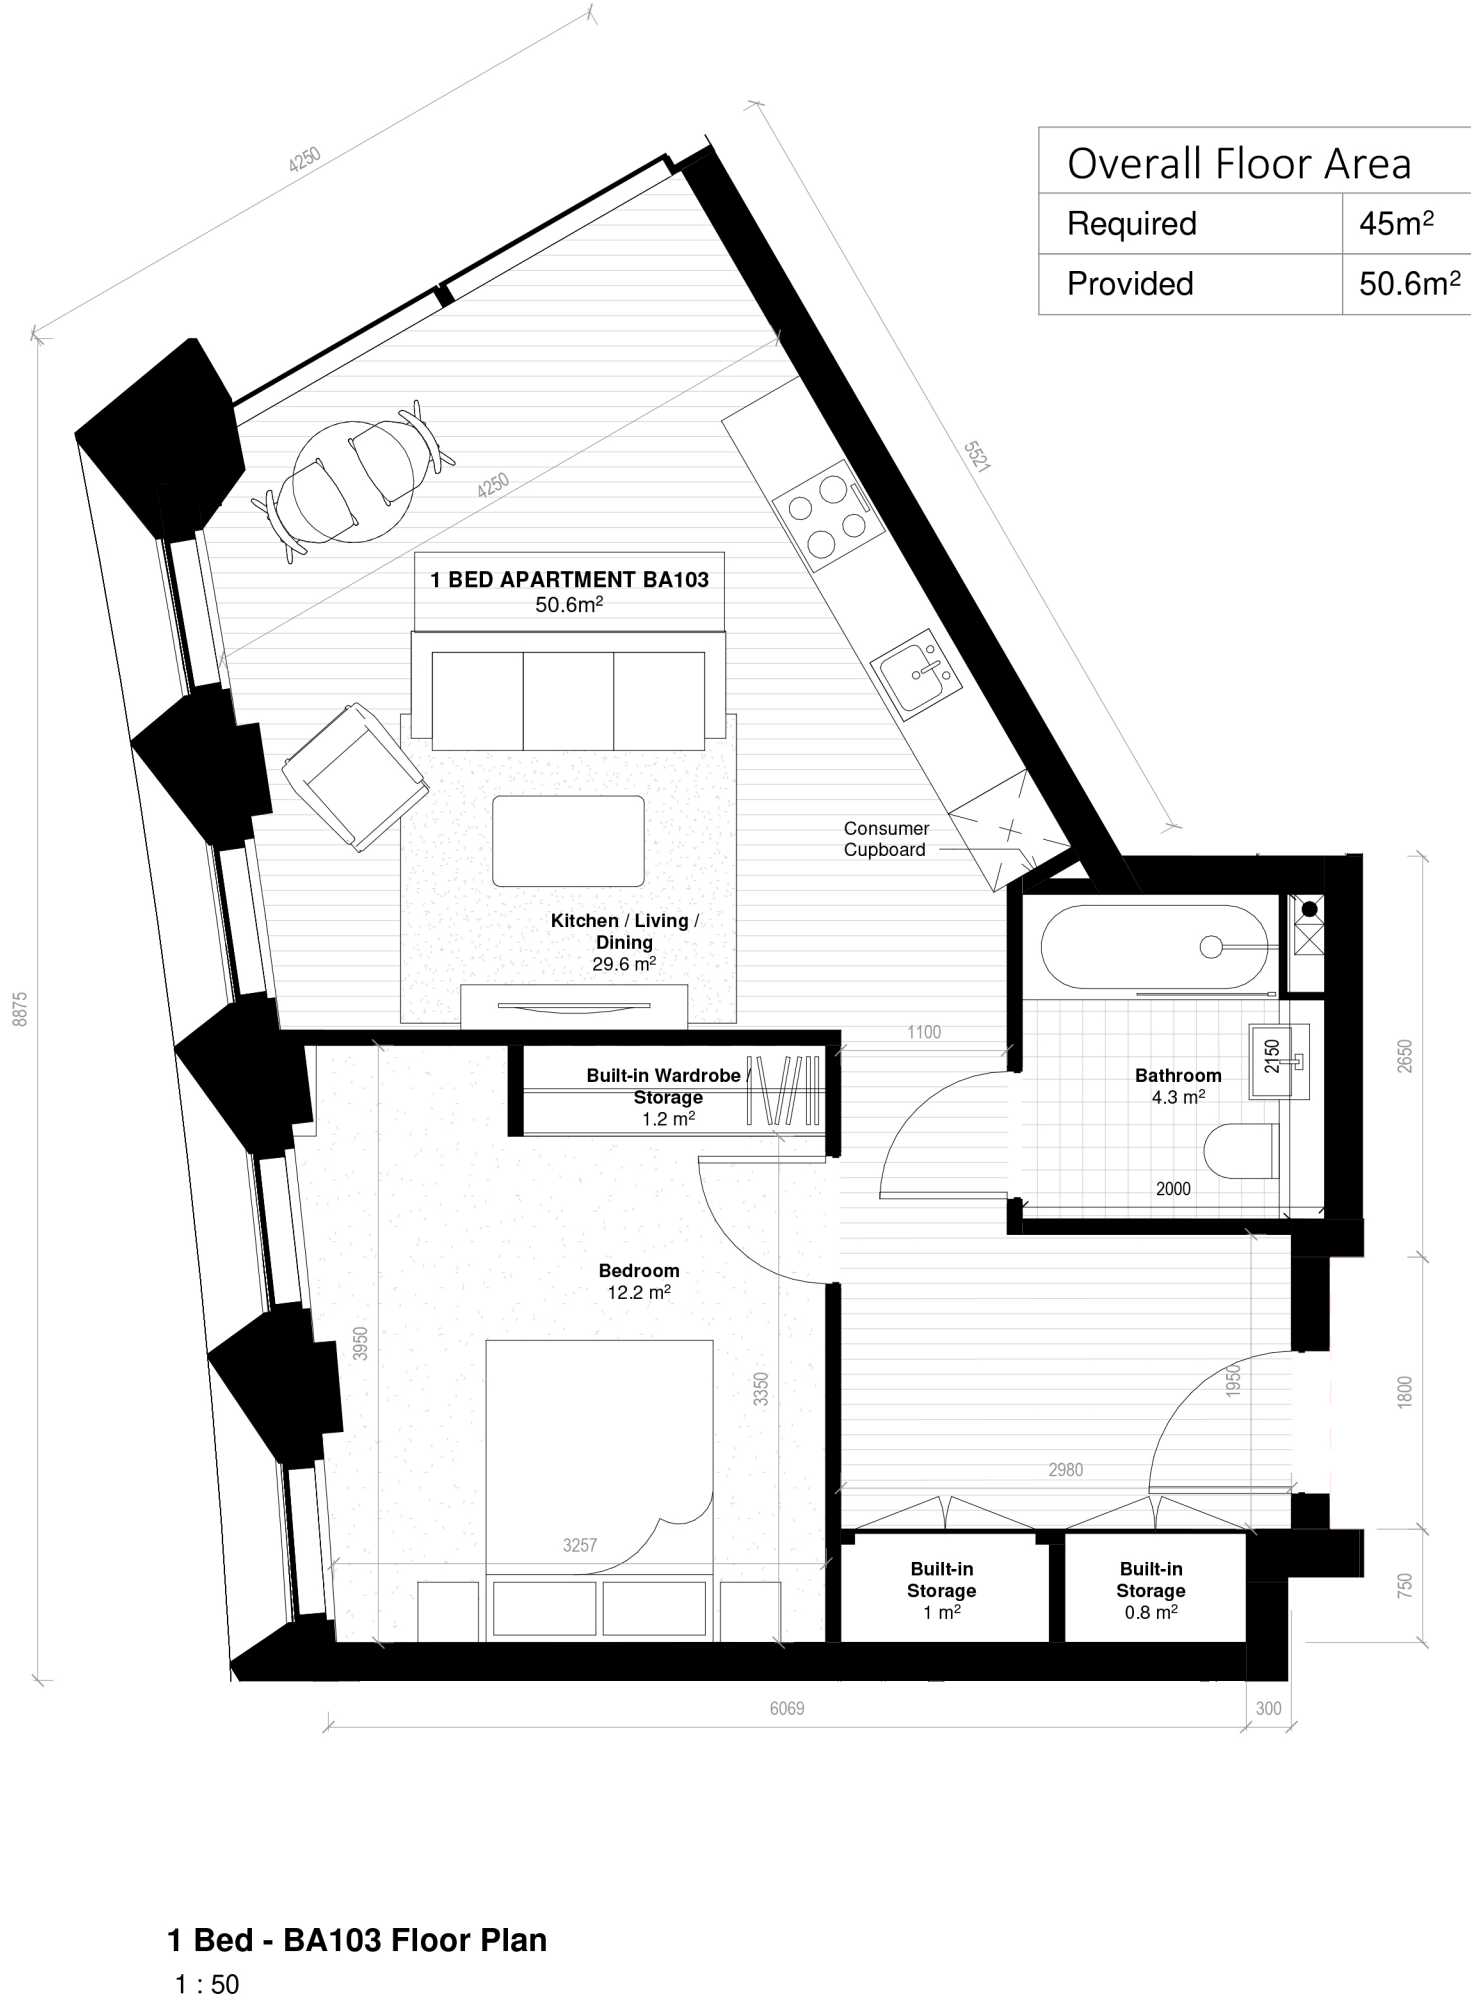 4250
Overall Floor Area
Required 45m²
Provided 50.6m²
5521
4250
1 BED APARTMENT BA103
50.6m²
Consumer
Cupboard
Kitchen / Living /
Dining
29.6 m²
8875
1100
2150
2650
Built-in Wardrobe /
Storage
1.2 m²
Bathroom
4.3 m²
2000
Bedroom
12.2 m²
3950
3350
1950
1800
2980
3257
Built-in
Storage
1 m²
Built-in
Storage
0.8 m²
750
6069
300
1 Bed - BA103 Floor Plan
1 : 50